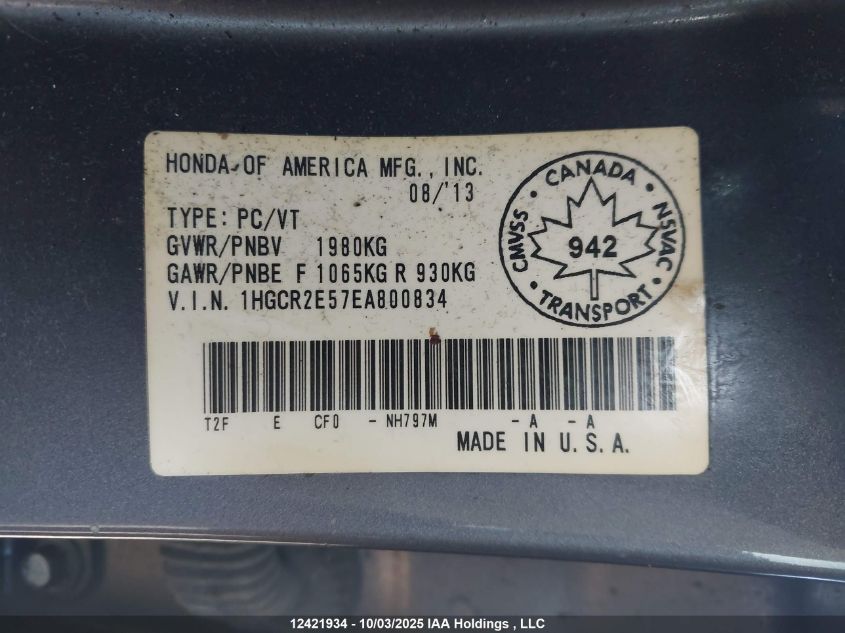 HONDA OF AMERICA MFG., INC.
08/'13
TYPE: PC/VT
GVWR/PNBV 1980KG
GAWR/PNBE F 1065KG R 930KG
V.I.N. 1HGCR2E57EA800834
CANADA
CMVSS
942
NSVAC
TRANSPORT
T2F E CF0 - NH797M - A - A
MADE IN U.S.A.
12421934 - 10/03/2025 IAA Holdings , LLC